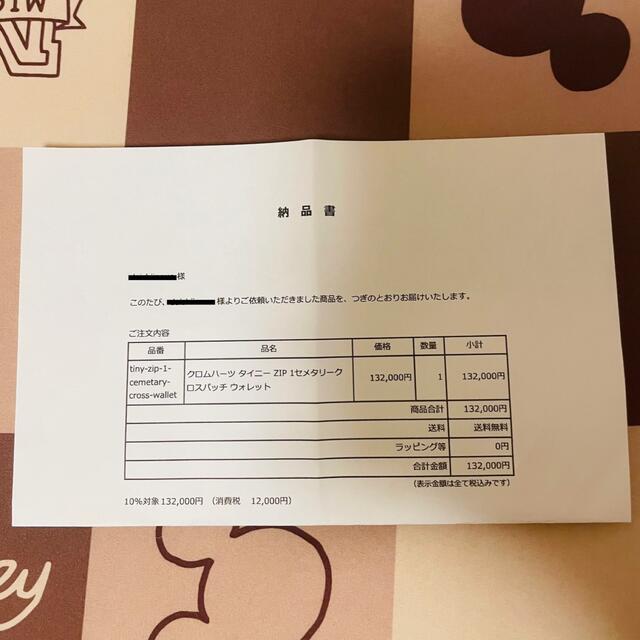 納 品 書
様
このたび、 様よりご依頼いただきました商品を、つぎのとおりお届けいたします。
ご注文内容
品番 品名 価格 数量 小計
tiny-zip-1-cemetary-cross-wallet クロムハーツ タイニー ZIP 1セメタリークロスパッチ ウォレット 132,000円 1 132,000円
商品合計 132,000円
送料 送料無料
ラッピング等 0円
合計金額 132,000円
(表示金額は全て税込みです)
10%対象 132,000円 (消費税 12,000円)